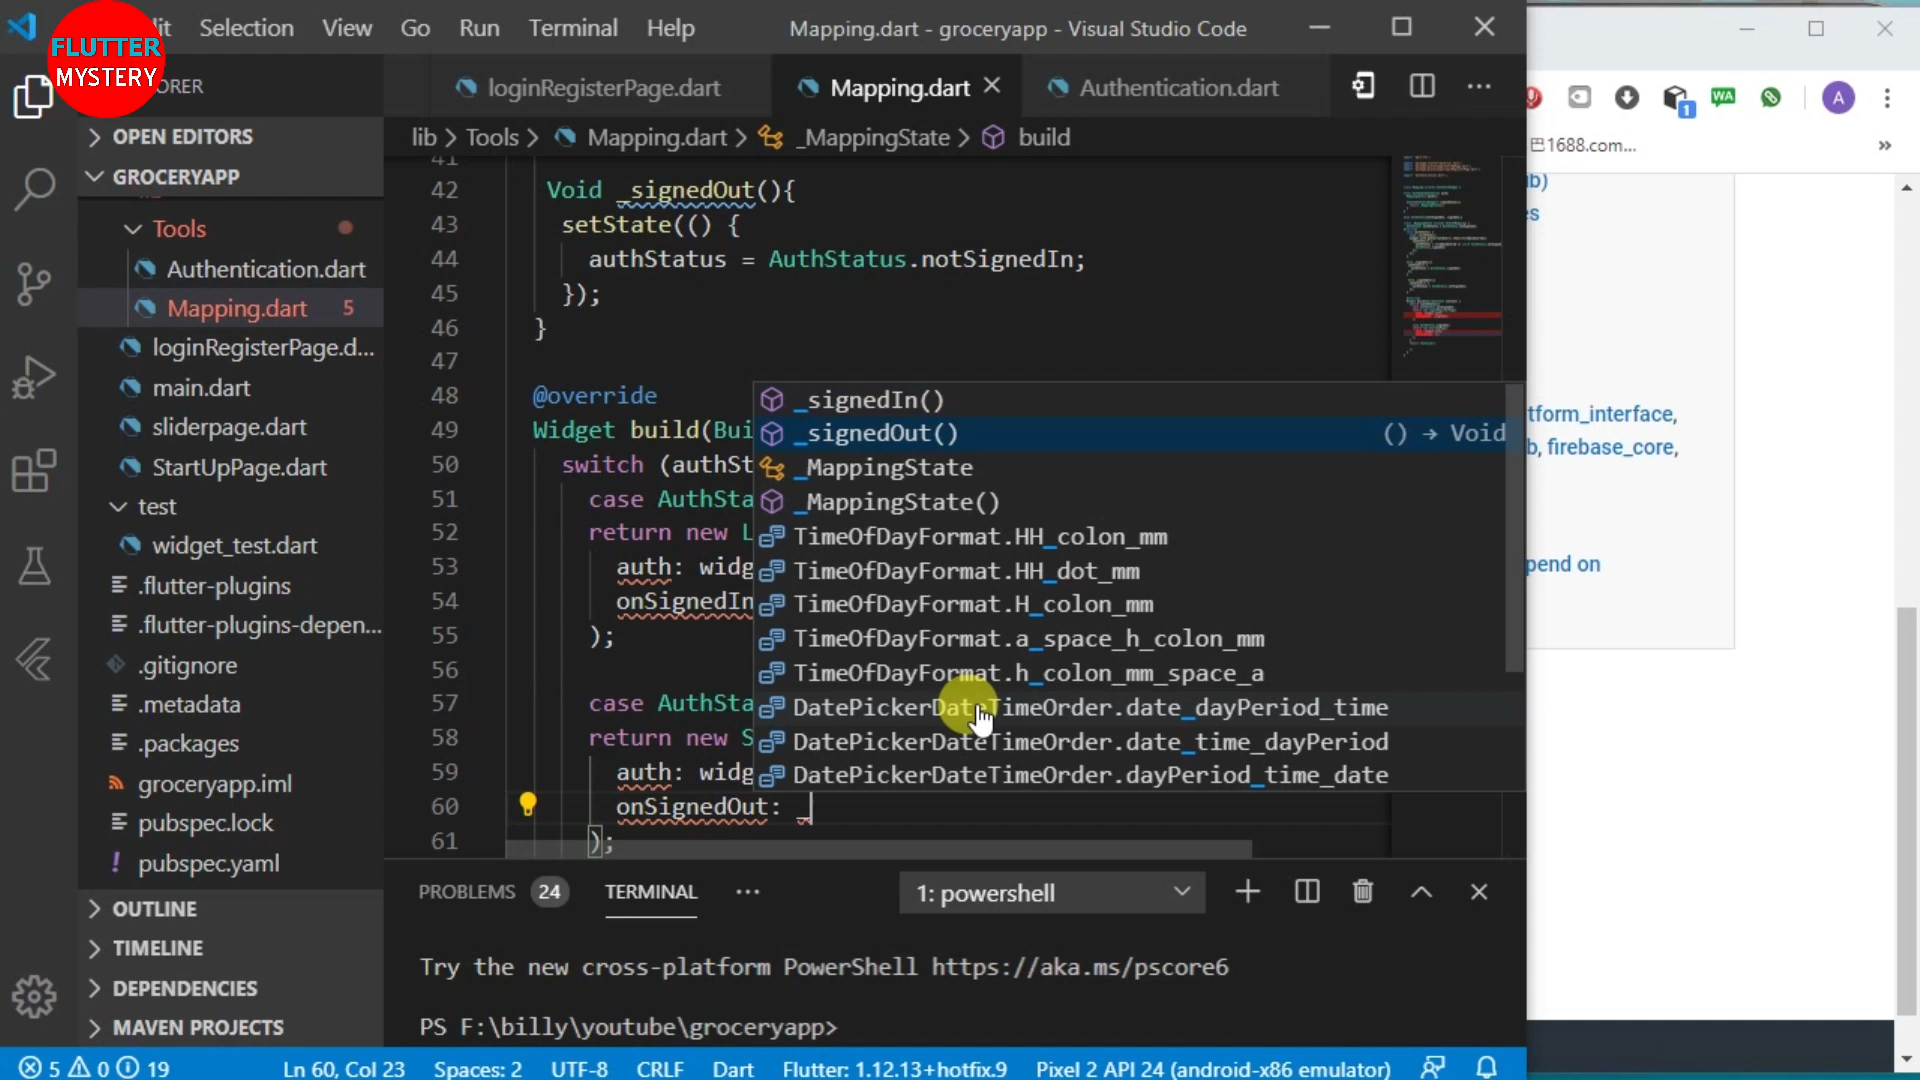 FLUTTER
MYSTERY
Selection View Go Run Terminal Help
Mapping.dart - groceryapp - Visual Studio Code
loginRegisterPage.dart
Mapping.dart
Authentication.dart
lib > Tools > Mapping.dart > _MappingState > build
OPEN EDITORS
GROCERYAPP
Tools
Authentication.dart
Mapping.dart 5
loginRegisterPage.d...
main.dart
sliderpage.dart
StartUpPage.dart
test
widget_test.dart
.flutter-plugins
.flutter-plugins-depen...
.gitignore
.metadata
.packages
groceryapp.iml
pubspec.lock
pubspec.yaml
OUTLINE
TIMELINE
DEPENDENCIES
MAVEN PROJECTS
41
42 Void _signedOut(){
43 setState(() {
44 authStatus = AuthStatus.notSignedIn;
45 });
46 }
47
48 @override
49 Widget build(Bui
50 switch (authSt
51 case AuthSta
52 return new L
53 auth: widg
54 onSignedIn
55 );
56
57 case AuthSta
58 return new S
59 auth: widg
60 onSignedOut: _
61 );
_signedIn()
_signedOut() () → Void
_MappingState
_MappingState()
TimeOfDayFormat.HH_colon_mm
TimeOfDayFormat.HH_dot_mm
TimeOfDayFormat.H_colon_mm
TimeOfDayFormat.a_space_h_colon_mm
TimeOfDayFormat.h_colon_mm_space_a
DatePickerDateTimeOrder.date_dayPeriod_time
DatePickerDateTimeOrder.date_time_dayPeriod
DatePickerDateTimeOrder.dayPeriod_time_date
PROBLEMS 24 TERMINAL
1: powershell
Try the new cross-platform PowerShell https://aka.ms/pscore6
PS F:\billy\youtube\groceryapp>
5 0 19
Ln 60, Col 23 Spaces: 2 UTF-8 CRLF Dart Flutter: 1.12.13+hotfix.9 Pixel 2 API 24 (android-x86 emulator)
1 WA A
1688.com...
tform_interface,
firebase_core,
pend on